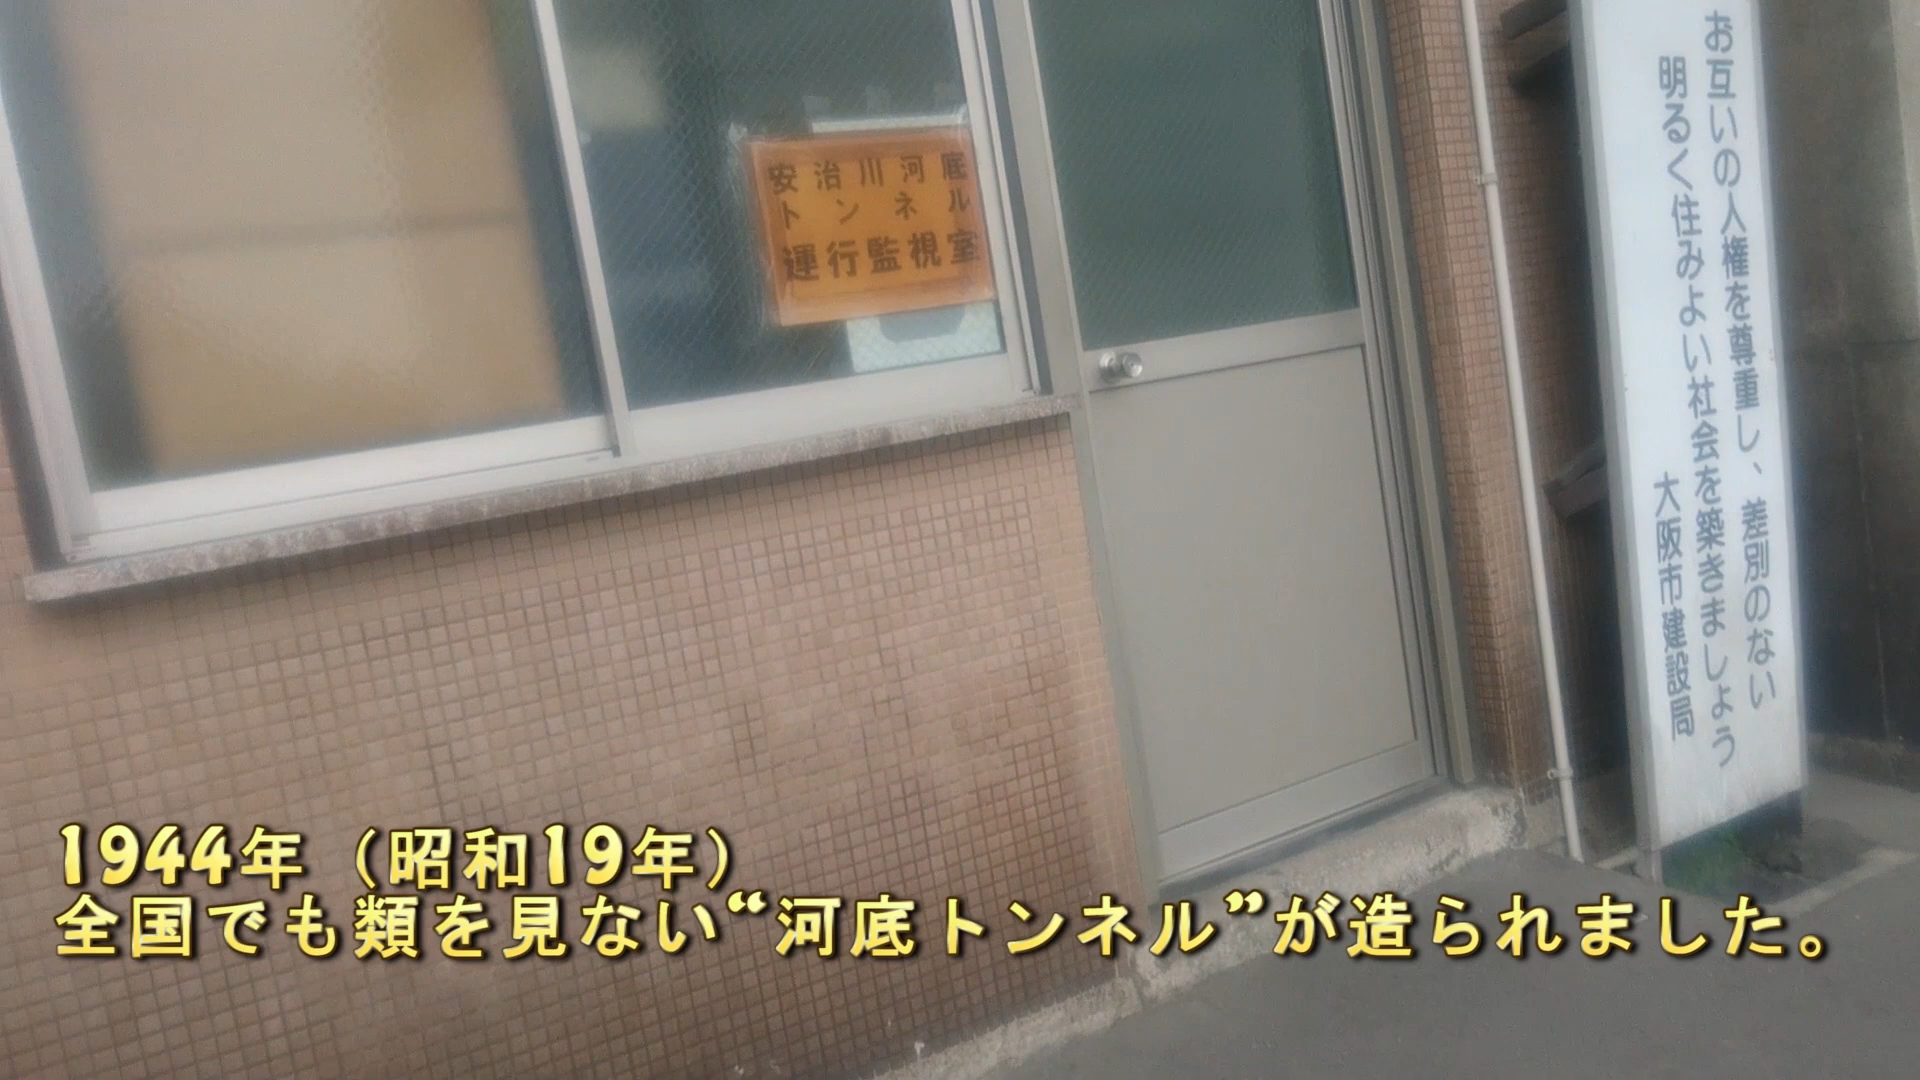 安治川河底
トンネル
運行監視室
お互いの人権を尊重し、差別のない
明るく住みよい社会を築きましょう
大阪市建設局
1944年（昭和19年）
全国でも類を見ない“河底トンネル”が造られました。